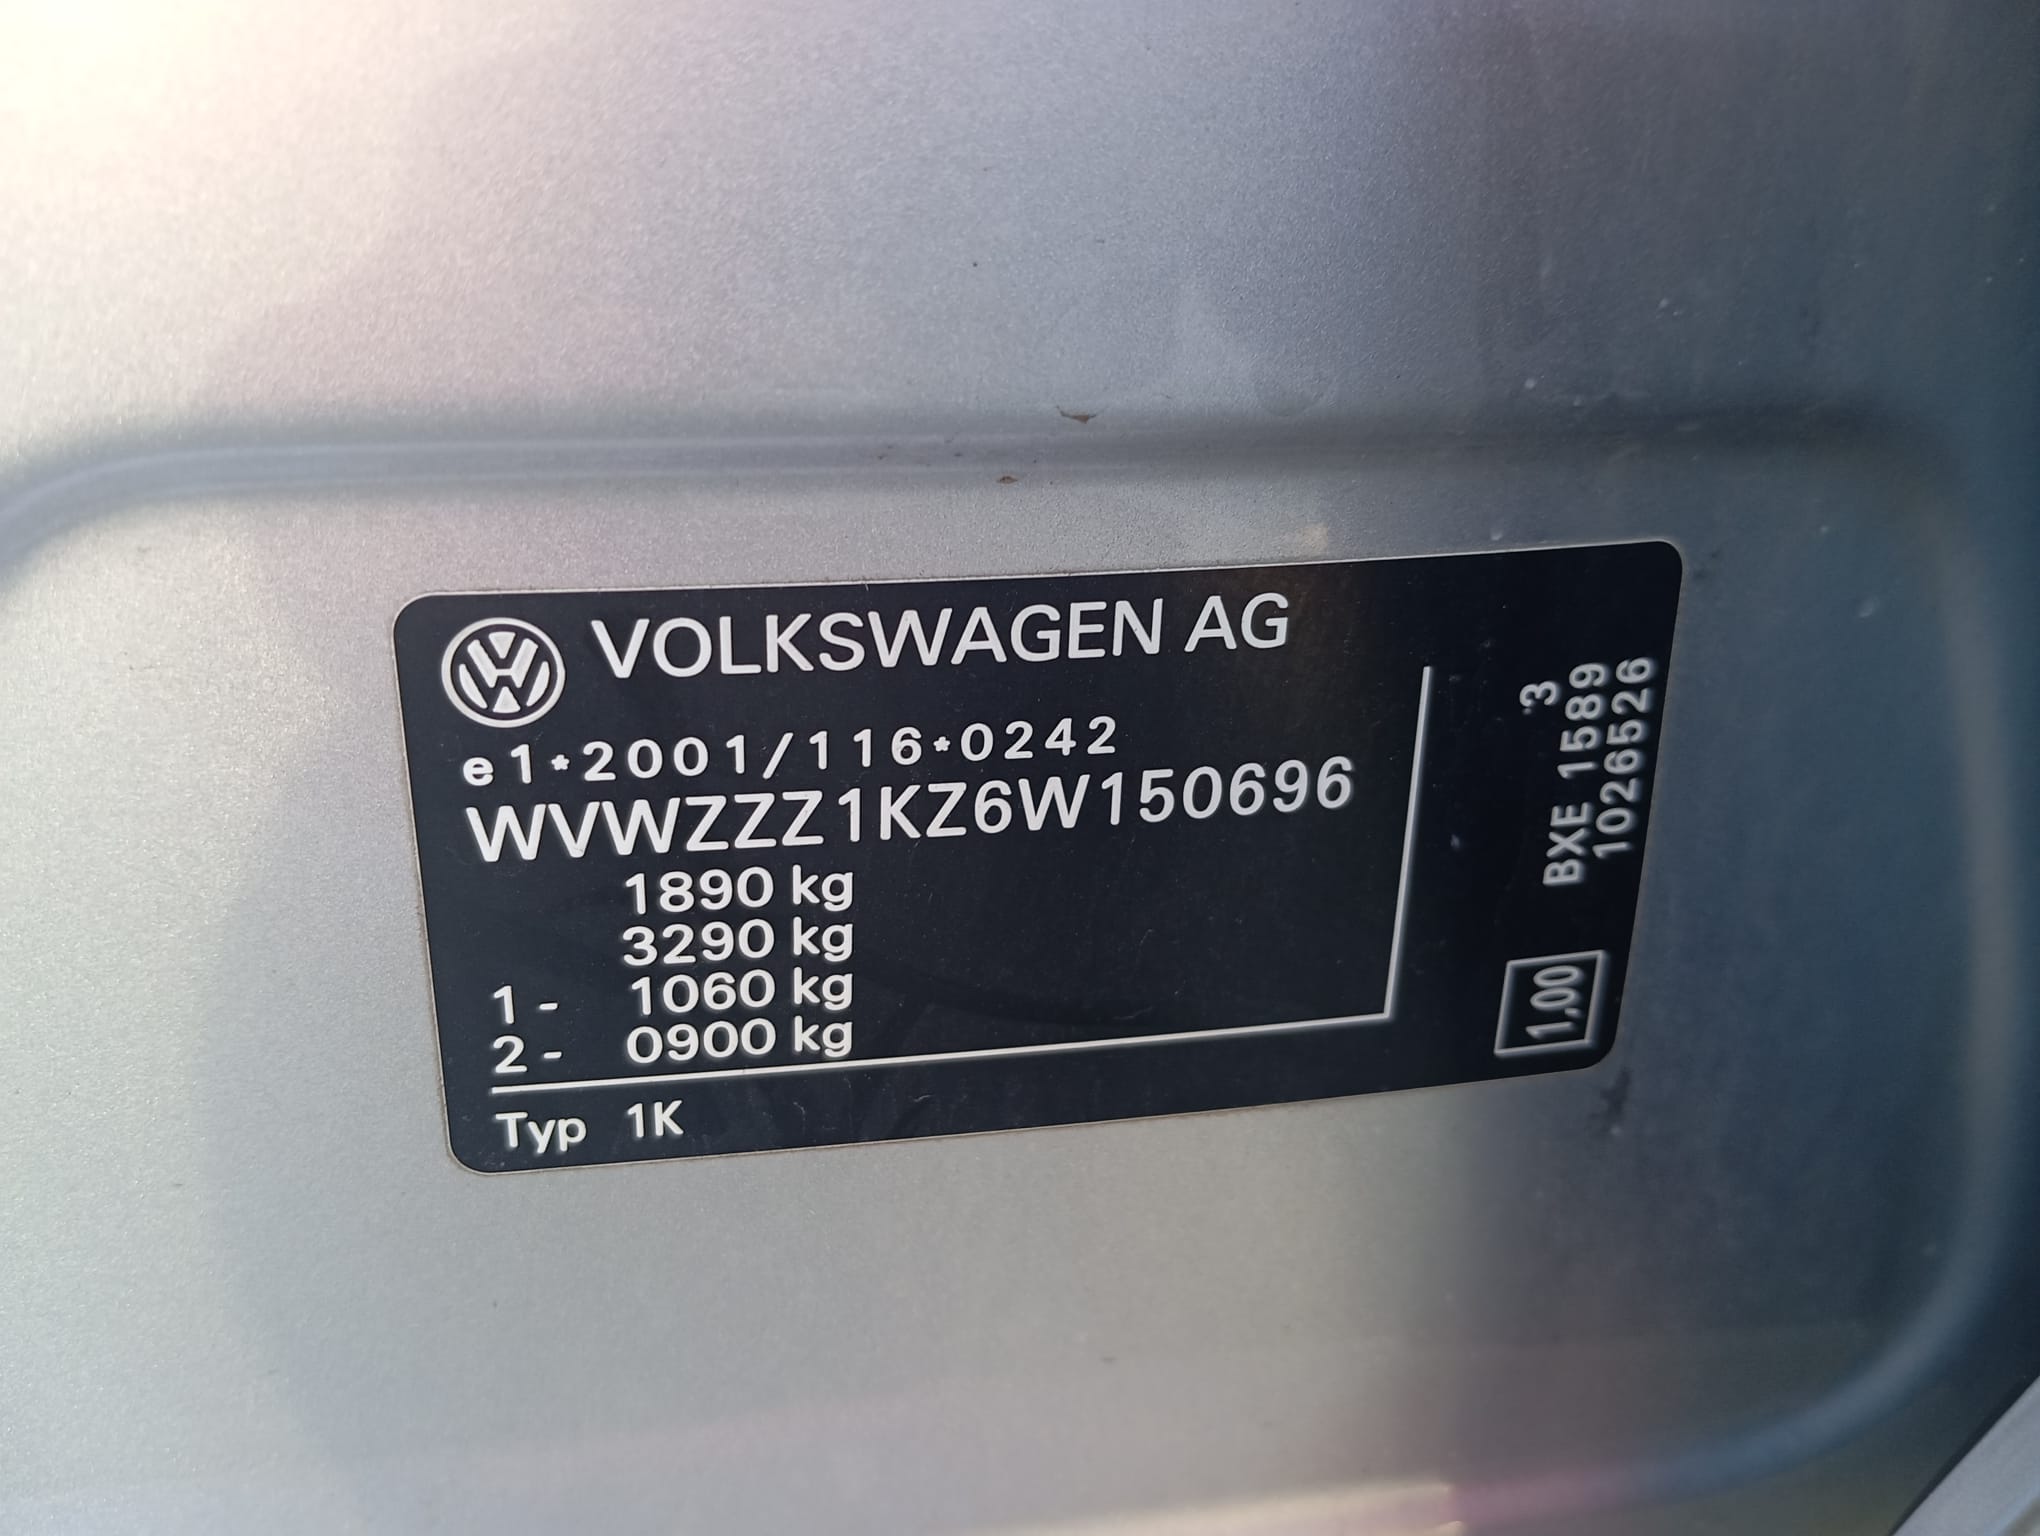 VOLKSWAGEN AG
e1*2001/116*0242
WVWZZZ1KZ6W150696
1890 kg
3290 kg
1- 1060 kg
2- 0900 kg
Typ 1K
3
BXE 1589
1026526
1,00